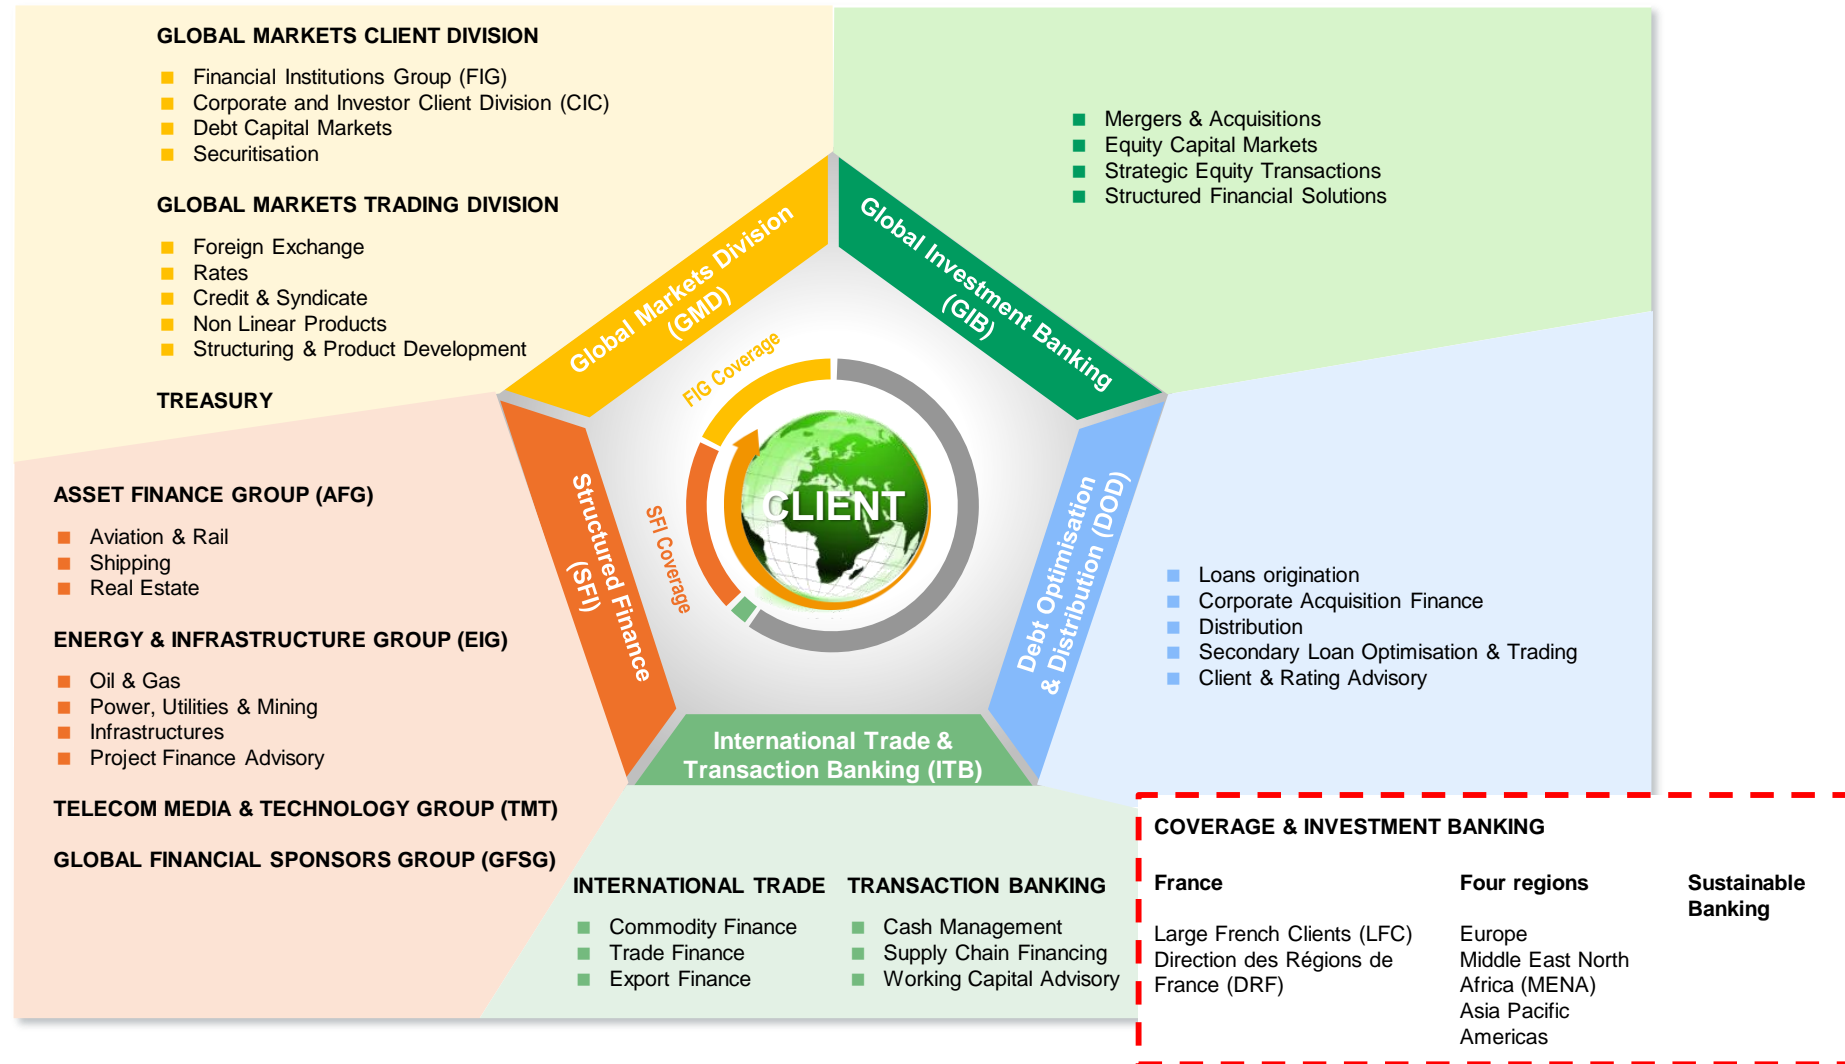 GLOBAL MARKETS CLIENT DIVISION
Financial Institutions Group (FIG)
Corporate and Investor Client Division (CIC)
Debt Capital Markets
Securitisation
GLOBAL MARKETS TRADING DIVISION
Foreign Exchange
Rates
Credit & Syndicate
Non Linear Products
Structuring & Product Development
TREASURY
Mergers & Acquisitions
Equity Capital Markets
Strategic Equity Transactions
Structured Financial Solutions
Global Markets Division
(GMD)
Global Investment Banking
(GIB)
FIG Coverage
SFI Coverage
CLIENT
Structured Finance
(SFI)
Debt Optimisation
& Distribution (DOD)
International Trade &
Transaction Banking (ITB)
ASSET FINANCE GROUP (AFG)
Aviation & Rail
Shipping
Real Estate
ENERGY & INFRASTRUCTURE GROUP (EIG)
Oil & Gas
Power, Utilities & Mining
Infrastructures
Project Finance Advisory
TELECOM MEDIA & TECHNOLOGY GROUP (TMT)
GLOBAL FINANCIAL SPONSORS GROUP (GFSG)
Loans origination
Corporate Acquisition Finance
Distribution
Secondary Loan Optimisation & Trading
Client & Rating Advisory
INTERNATIONAL TRADE
Commodity Finance
Trade Finance
Export Finance
TRANSACTION BANKING
Cash Management
Supply Chain Financing
Working Capital Advisory
COVERAGE & INVESTMENT BANKING
France
Large French Clients (LFC)
Direction des Régions de
France (DRF)
Four regions
Europe
Middle East North
Africa (MENA)
Asia Pacific
Americas
Sustainable
Banking